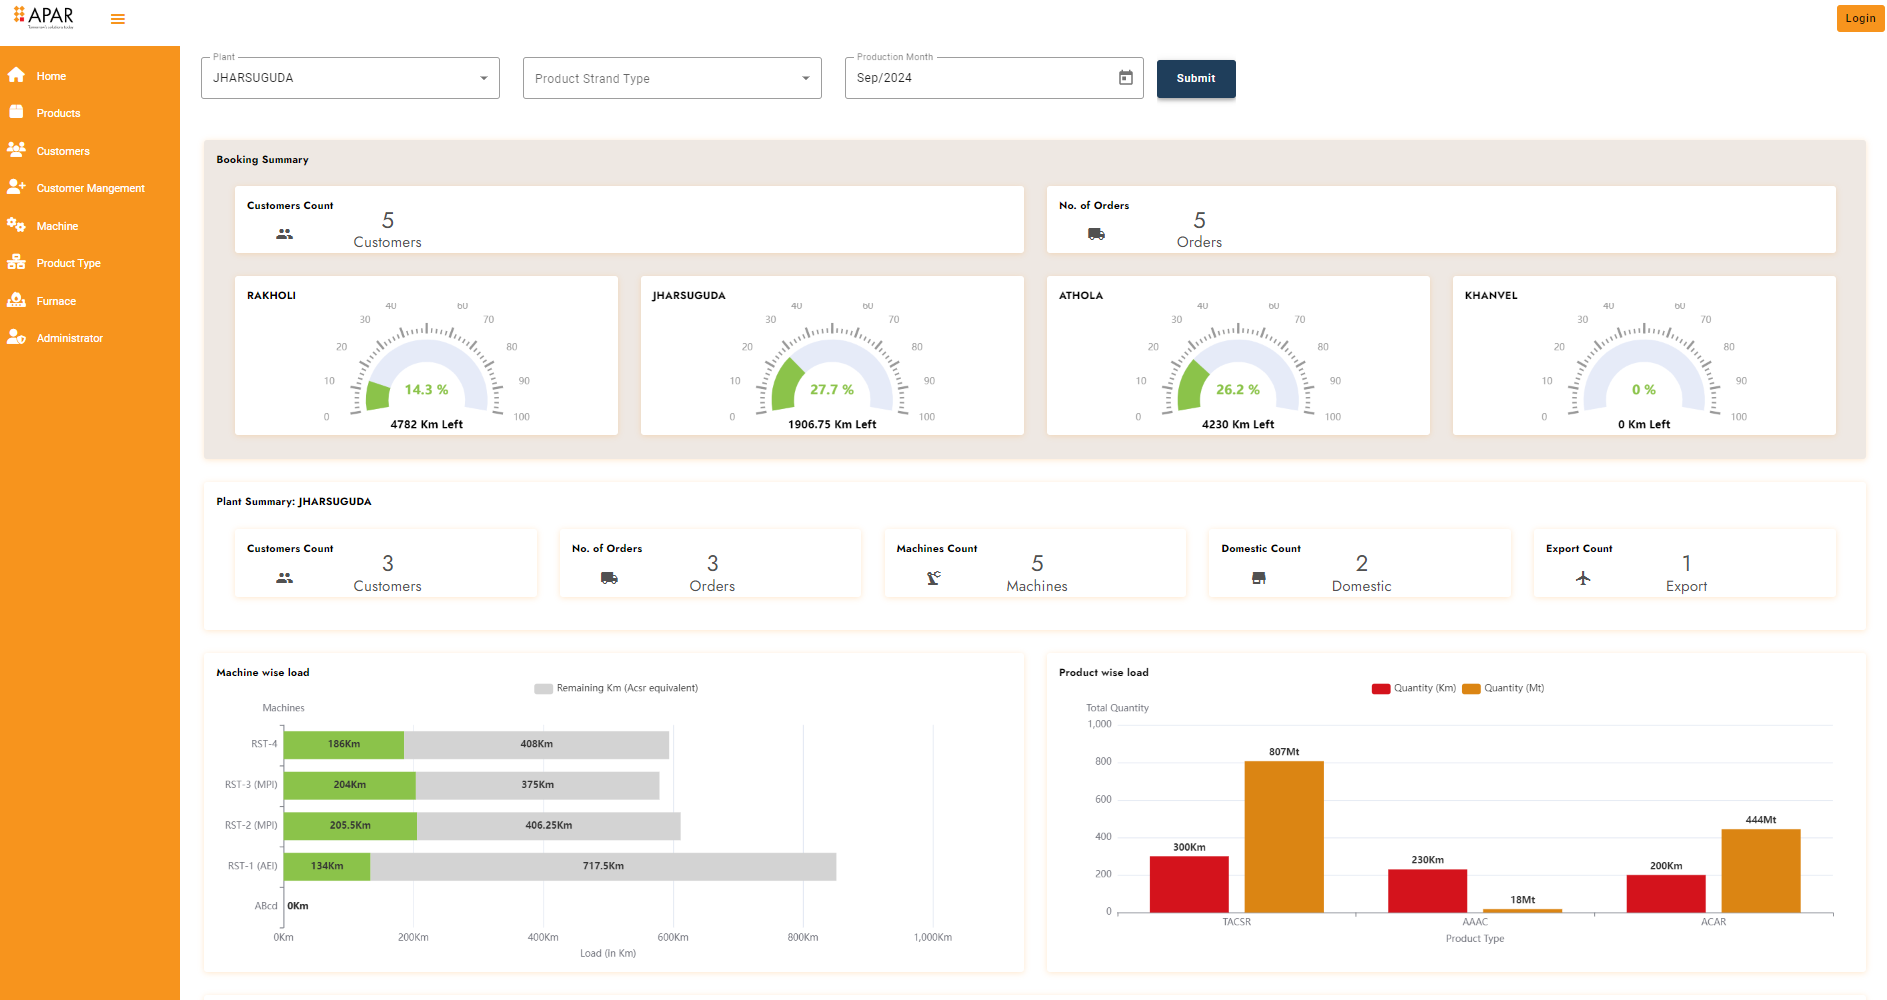 APAR
Tomorrow's solutions today
Login
Home
Products
Customers
Customer Mangement
Machine
Product Type
Furnace
Administrator
Plant
JHARSUGUDA
Product Strand Type
Production Month
Sep/2024
Submit
Booking Summary
Customers Count
5
Customers
No. of Orders
5
Orders
RAKHOLI
0 10 20 30 40 60 70 80 90 100
14.3 %
4782 Km Left
JHARSUGUDA
0 10 20 30 40 60 70 80 90 100
27.7 %
1906.75 Km Left
ATHOLA
0 10 20 30 40 60 70 80 90 100
26.2 %
4230 Km Left
KHANVEL
0 10 20 30 40 60 70 80 90 100
0 %
0 Km Left
Plant Summary: JHARSUGUDA
Customers Count
3
Customers
No. of Orders
3
Orders
Machines Count
5
Machines
Domestic Count
2
Domestic
Export Count
1
Export
Machine wise load
Remaining Km (Acsr equivalent)
Machines
RST-4 186Km 408Km
RST-3 (MPI) 204Km 375Km
RST-2 (MPI) 205.5Km 406.25Km
RST-1 (AEI) 134Km 717.5Km
ABcd 0Km
0Km 200Km 400Km 600Km 800Km 1,000Km
Load (In Km)
Product wise load
Quantity (Km) Quantity (Mt)
Total Quantity
1,000
800
600
400
200
0
300Km 807Mt
230Km 18Mt
200Km 444Mt
TACSR AAAC ACAR
Product Type